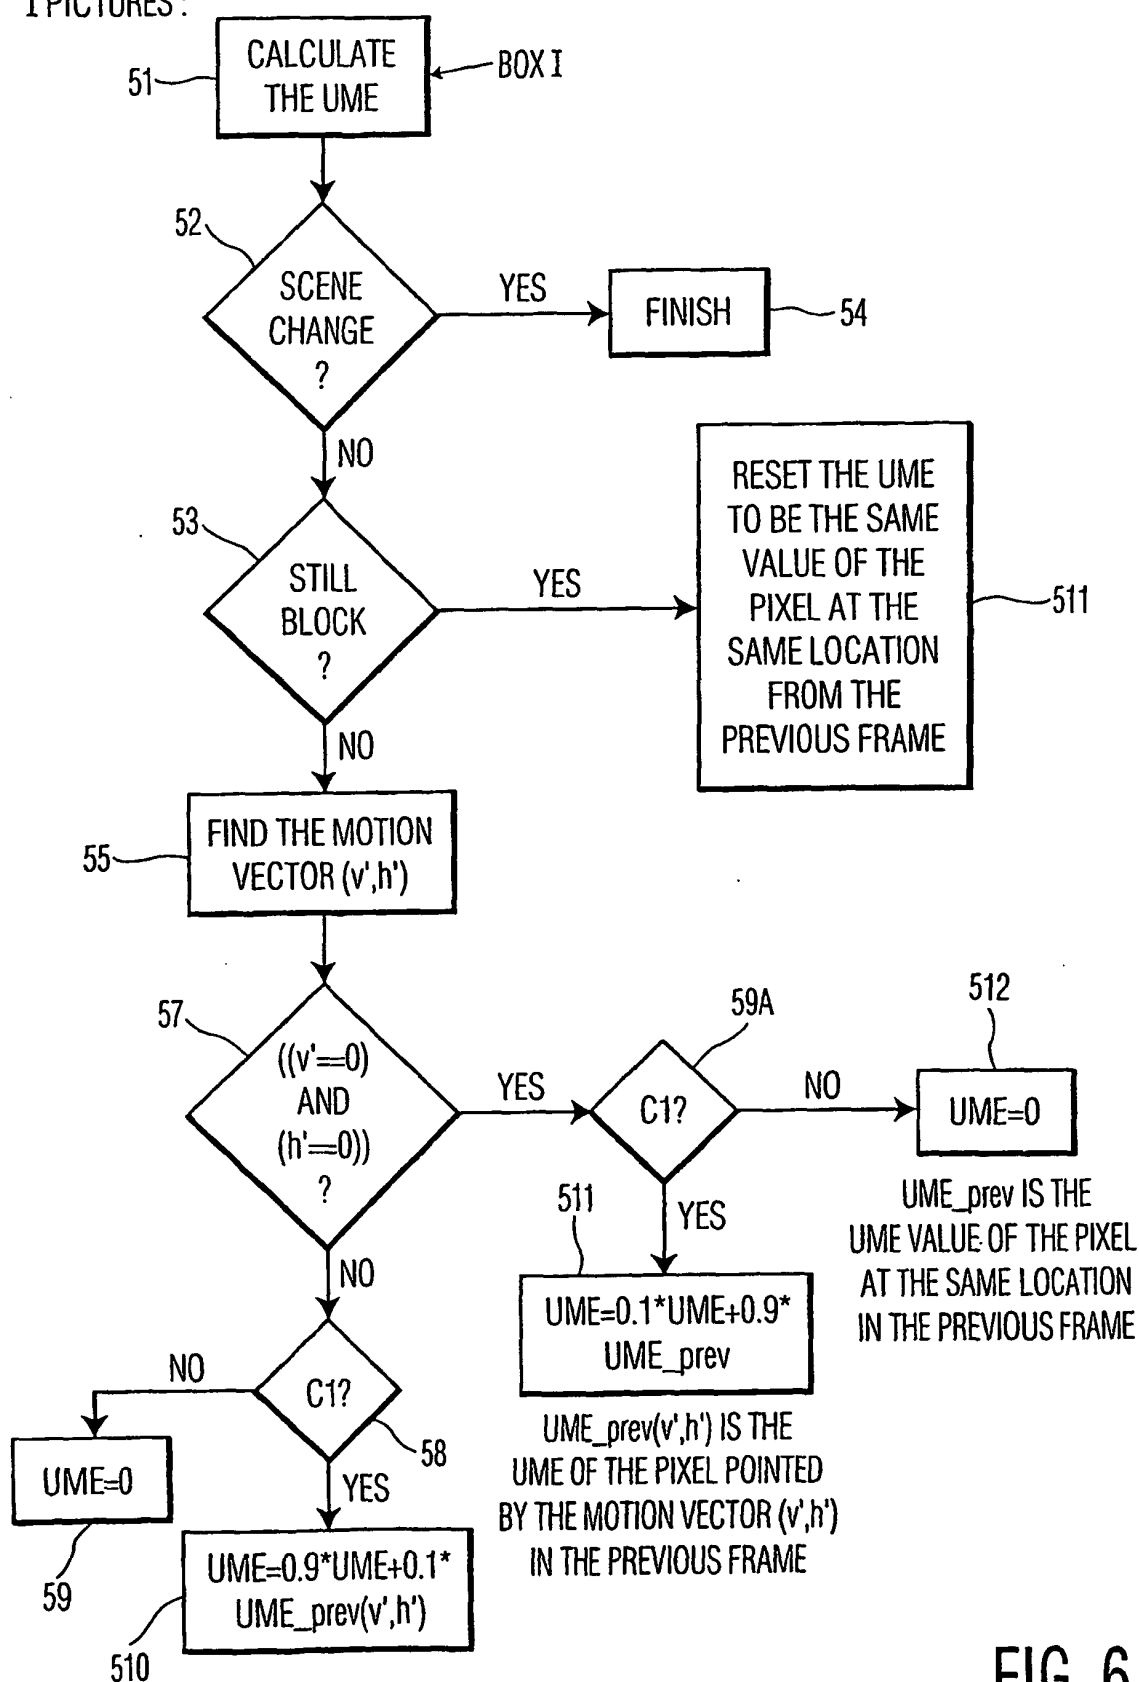 I PICTURES:
CALCULATE
THE UME
BOX I
51
52
SCENE
CHANGE
?
YES
FINISH
54
NO
53
STILL
BLOCK
?
YES
RESET THE UME
TO BE THE SAME
VALUE OF THE
PIXEL AT THE
SAME LOCATION
FROM THE
PREVIOUS FRAME
511
NO
55
FIND THE MOTION
VECTOR (v',h')
57
((v'==0)
AND
(h'==0))
?
YES
59A
C1?
NO
512
UME=0
UME_prev IS THE
UME VALUE OF THE PIXEL
AT THE SAME LOCATION
IN THE PREVIOUS FRAME
YES
511
UME=0.1*UME+0.9*
UME_prev
UME_prev(v',h') IS THE
UME OF THE PIXEL POINTED
BY THE MOTION VECTOR (v',h')
IN THE PREVIOUS FRAME
NO
C1?
58
NO
UME=0
59
YES
UME=0.9*UME+0.1*
UME_prev(v',h')
510
FIG. 6